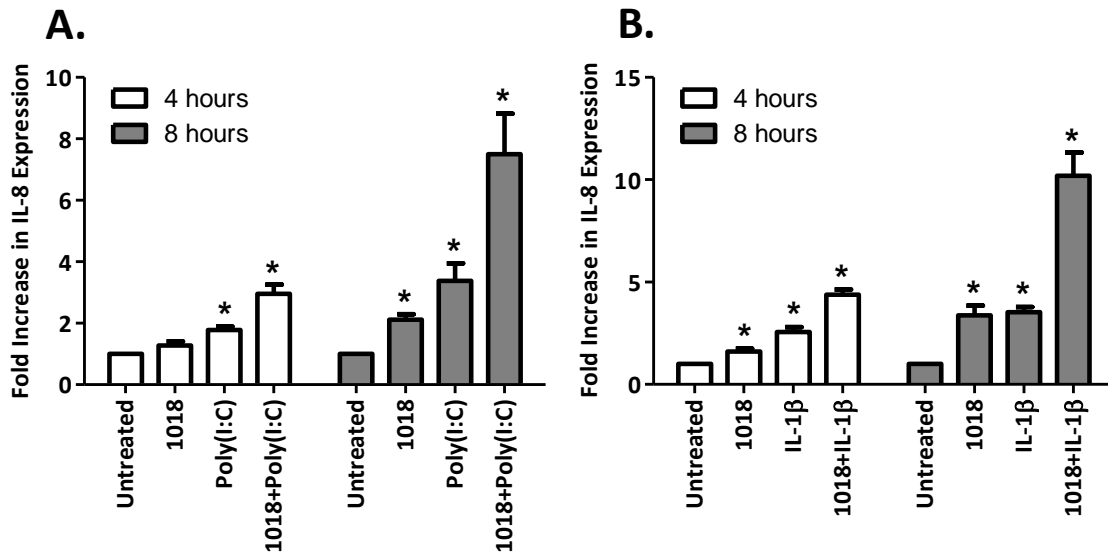 A.
Fold Increase in IL-8 Expression
10
8
6
4
2
0
4 hours
8 hours
*
*
*
*
*
Untreated
1018
Poly(I:C)
1018+Poly(I:C)
Untreated
1018
Poly(I:C)
1018+Poly(I:C)
B.
Fold Increase in IL-8 Expression
15
10
5
0
4 hours
8 hours
*
*
*
*
*
*
Untreated
1018
IL-1β
1018+IL-1β
Untreated
1018
IL-1β
1018+IL-1β